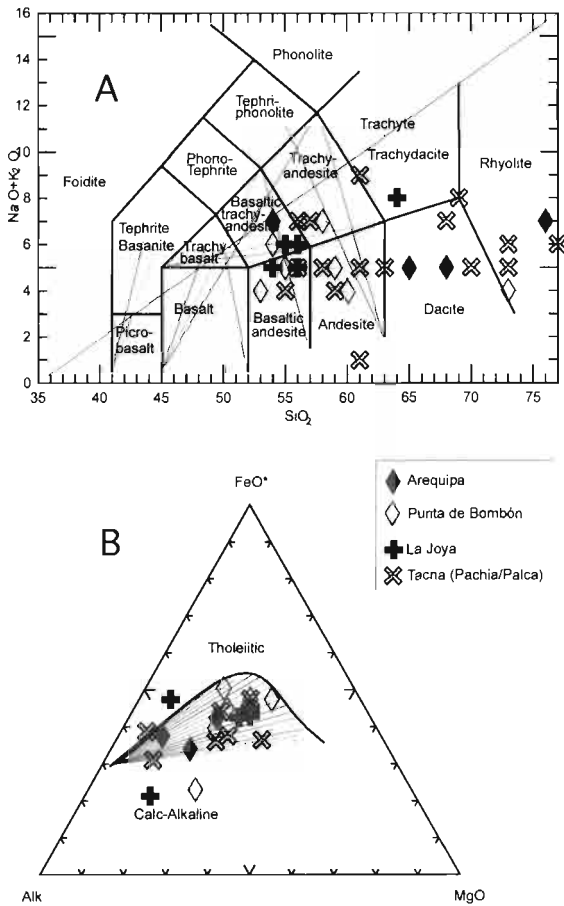 16
14
12
10
8
6
4
2
0
Na O+K2 O
A
Phonolite
Tephri-
phonolite
Trachyte
Foidite
Phono-
Tephrite
Trachy-
andesite
Trachydacite
Rhyolite
Basaltic
trachy-
andesite
Tephrite
Basanite
Trachy
basalt
Basalt
Picro-
basalt
Basaltic
andesite
Andesite
Dacite
35 40 45 50 55 60 65 70 75
SiO2
B
FeO*
Arequipa
Punta de Bombón
La Joya
Tacna (Pachia/Palca)
Tholeiitic
Calc-Alkaline
Alk
MgO